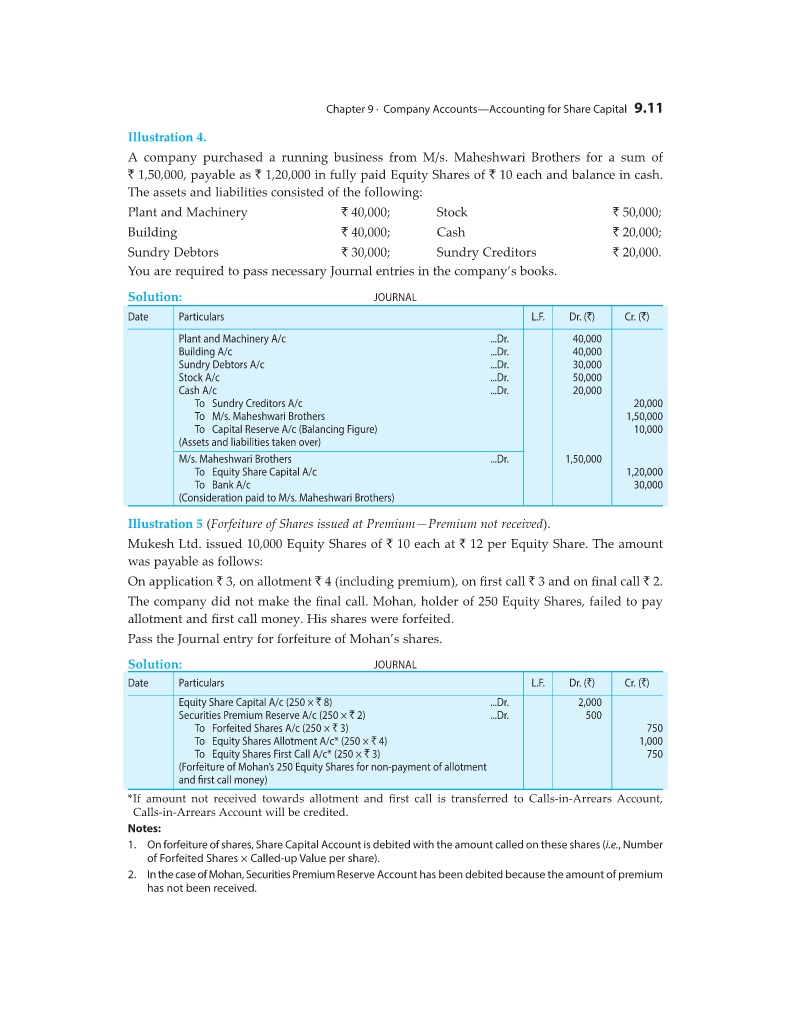 Chapter 9 · Company Accounts—Accounting for Share Capital 9.11
Illustration 4.
A company purchased a running business from M/s. Maheshwari Brothers for a sum of
₹ 1,50,000, payable as ₹ 1,20,000 in fully paid Equity Shares of ₹ 10 each and balance in cash.
The assets and liabilities consisted of the following:
Plant and Machinery ₹ 40,000; Stock ₹ 50,000;
Building ₹ 40,000; Cash ₹ 20,000;
Sundry Debtors ₹ 30,000; Sundry Creditors ₹ 20,000.
You are required to pass necessary Journal entries in the company's books.
Solution: JOURNAL
Date Particulars L.F. Dr. (₹) Cr. (₹)
Plant and Machinery A/c ...Dr. 40,000
Building A/c ...Dr. 40,000
Sundry Debtors A/c ...Dr. 30,000
Stock A/c ...Dr. 50,000
Cash A/c ...Dr. 20,000
To Sundry Creditors A/c 20,000
To M/s. Maheshwari Brothers 1,50,000
To Capital Reserve A/c (Balancing Figure) 10,000
(Assets and liabilities taken over)
M/s. Maheshwari Brothers ...Dr. 1,50,000
To Equity Share Capital A/c 1,20,000
To Bank A/c 30,000
(Consideration paid to M/s. Maheshwari Brothers)
Illustration 5 (Forfeiture of Shares issued at Premium—Premium not received).
Mukesh Ltd. issued 10,000 Equity Shares of ₹ 10 each at ₹ 12 per Equity Share. The amount
was payable as follows:
On application ₹ 3, on allotment ₹ 4 (including premium), on first call ₹ 3 and on final call ₹ 2.
The company did not make the final call. Mohan, holder of 250 Equity Shares, failed to pay
allotment and first call money. His shares were forfeited.
Pass the Journal entry for forfeiture of Mohan's shares.
Solution: JOURNAL
Date Particulars L.F. Dr. (₹) Cr. (₹)
Equity Share Capital A/c (250 × ₹ 8) ...Dr. 2,000
Securities Premium Reserve A/c (250 × ₹ 2) ...Dr. 500
To Forfeited Shares A/c (250 × ₹ 3) 750
To Equity Shares Allotment A/c* (250 × ₹ 4) 1,000
To Equity Shares First Call A/c* (250 × ₹ 3) 750
(Forfeiture of Mohan's 250 Equity Shares for non-payment of allotment
and first call money)
*If amount not received towards allotment and first call is transferred to Calls-in-Arrears Account,
Calls-in-Arrears Account will be credited.
Notes:
1. On forfeiture of shares, Share Capital Account is debited with the amount called on these shares (i.e., Number
of Forfeited Shares × Called-up Value per share).
2. In the case of Mohan, Securities Premium Reserve Account has been debited because the amount of premium
has not been received.